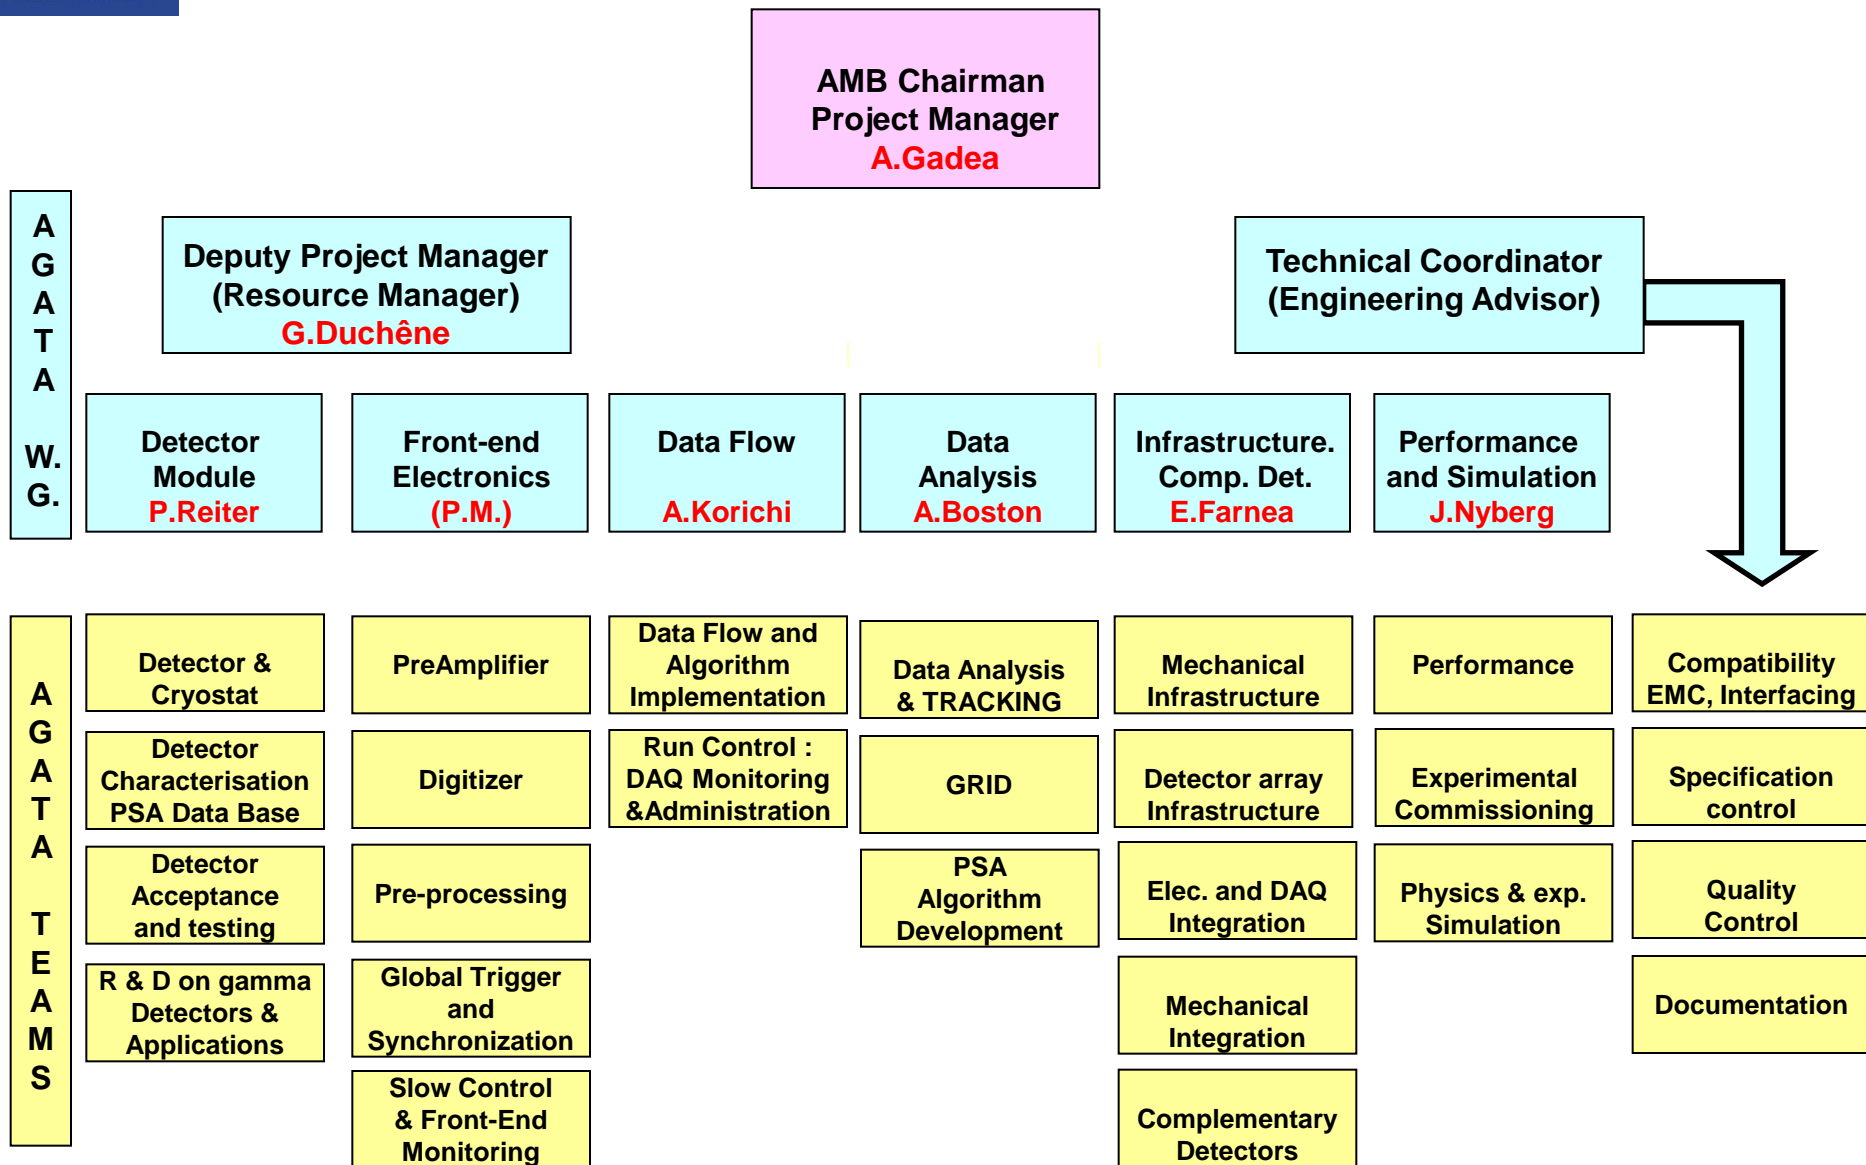 AMB Chairman
Project Manager
A.Gadea
A
G
A
T
A
W.
G.
Deputy Project Manager
(Resource Manager)
G.Duchêne
Technical Coordinator
(Engineering Advisor)
Detector
Module
P.Reiter
Front-end
Electronics
(P.M.)
Data Flow
A.Korichi
Data
Analysis
A.Boston
Infrastructure.
Comp. Det.
E.Farnea
Performance
and Simulation
J.Nyberg
A
G
A
T
A
T
E
A
M
S
Detector &
Cryostat
Detector
Characterisation
PSA Data Base
Detector
Acceptance
and testing
R & D on gamma
Detectors &
Applications
PreAmplifier
Digitizer
Pre-processing
Global Trigger
and
Synchronization
Slow Control
& Front-End
Monitoring
Data Flow and
Algorithm
Implementation
Run Control :
DAQ Monitoring
&Administration
Data Analysis
& TRACKING
GRID
PSA
Algorithm
Development
Mechanical
Infrastructure
Detector array
Infrastructure
Elec. and DAQ
Integration
Mechanical
Integration
Complementary
Detectors
Performance
Experimental
Commissioning
Physics & exp.
Simulation
Compatibility
EMC, Interfacing
Specification
control
Quality
Control
Documentation